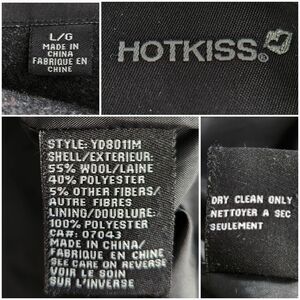 L/G
MADE IN
CHINA
FABRIQUE EN
CHINE
HOTKISS®
STYLE: YD8011M
SHELL/EXTERIEUR:
55% WOOL/LAINE
40% POLYESTER
5% OTHER FIBERS/
AUTRE FIBRES
LINING/DOUBLURE:
100% POLYESTER
CA#: 07043
MADE IN CHINA/
FABRIQUE EN CHINE
SEE CARE ON REVERSE
VOIR LE SOIN
SUR L'INVERSE
DRY CLEAN ONLY
NETTOYER A SEC
SEULEMENT